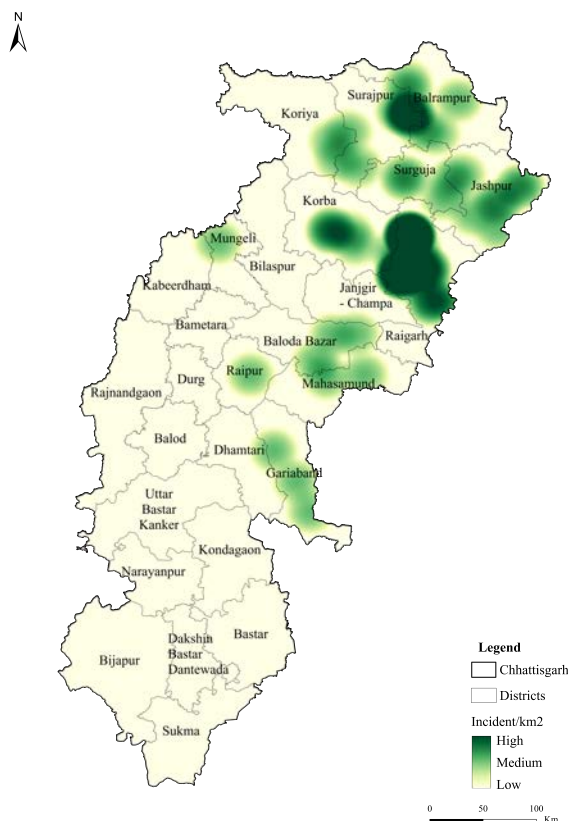 N
Surajpur
Balrampur
Koriya
Surguja
Jashpur
Korba
Mungeli
Bilaspur
Kabeerdham
Janjgir
- Champa
Bametara
Baloda Bazar
Raigarh
Raipur
Durg
Mahasamund
Rajnandgaon
Balod
Dhamtari
Gariaband
Uttar
Bastar
Kanker
Kondagaon
Narayanpur
Dakshin
Bastar
Dantewada
Bastar
Bijapur
Sukma
Legend
Chhattisgarh
Districts
Incident/km2
High
Medium
Low
0 50 100
Km